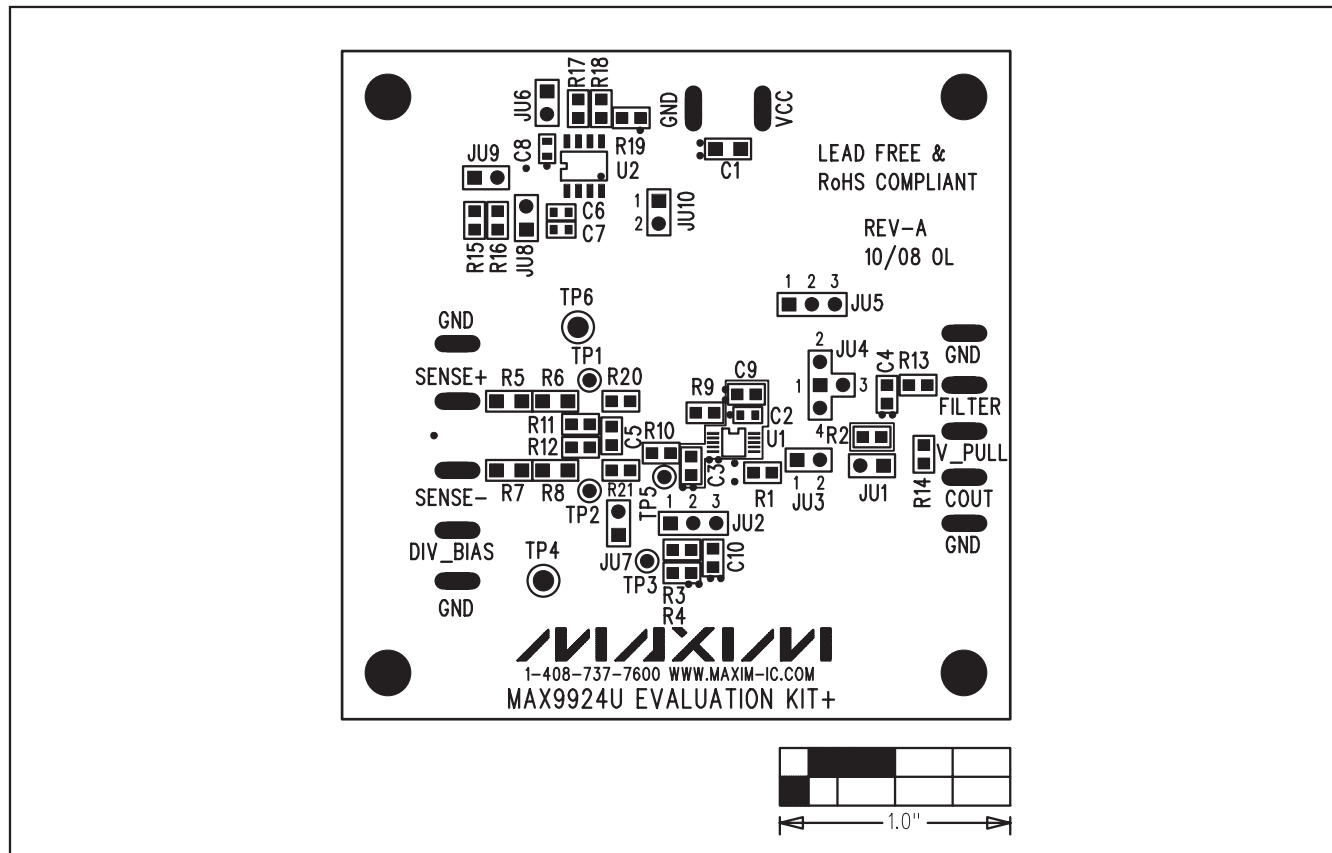 R17
R18
JU6
GND
VCC
C8
R19
U2
C1
JU9
LEAD FREE &
RoHS COMPLIANT
1
2
JU10
C6
C7
R15
R16
JU8
REV-A
10/08 OL
1 2 3
JU5
TP6
GND
TP1
2
JU4
C4
R13
GND
SENSE+
R5
R6
R20
R9
C9
1
3
FILTER
R11
C5
C2
R12
R10
U1
4
R2
V_PULL
SENSE-
R7
R8
R21
TP5
C3
R1
1 2
JU3
JU1
R14
COUT
TP2
1 2 3
JU2
GND
DIV_BIAS
TP4
JU7
C10
TP3
GND
R3
R4
MAXIM
1-408-737-7600 WWW.MAXIM-IC.COM
MAX9924U EVALUATION KIT+
1.0"